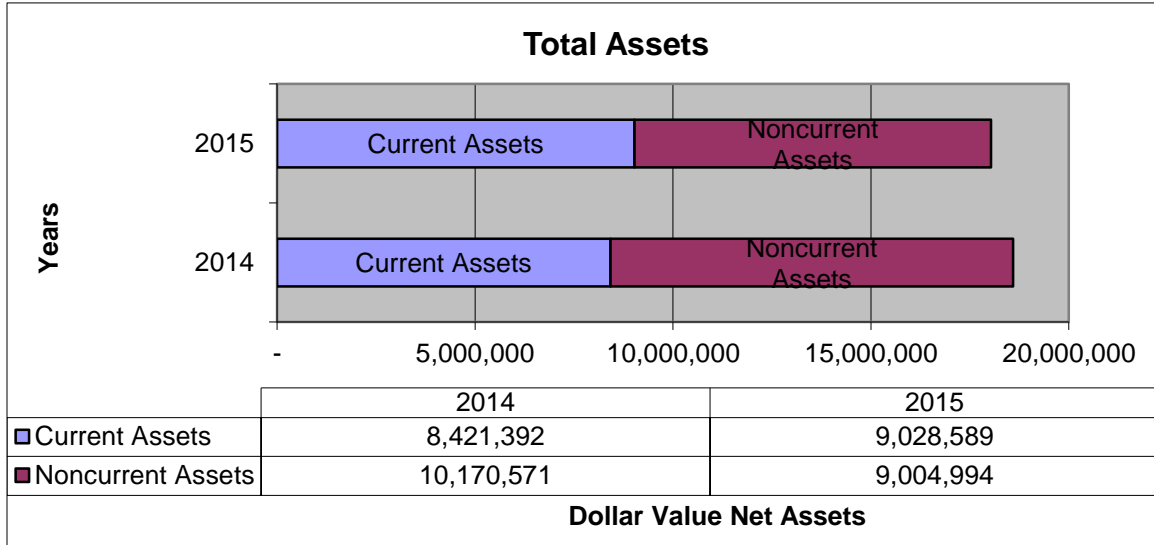 Total Assets
Years
2015
Current Assets
Noncurrent
Assets
2014
Current Assets
Noncurrent
Assets
- 5,000,000 10,000,000 15,000,000 20,000,000
2014 2015
Current Assets 8,421,392 9,028,589
Noncurrent Assets 10,170,571 9,004,994
Dollar Value Net Assets